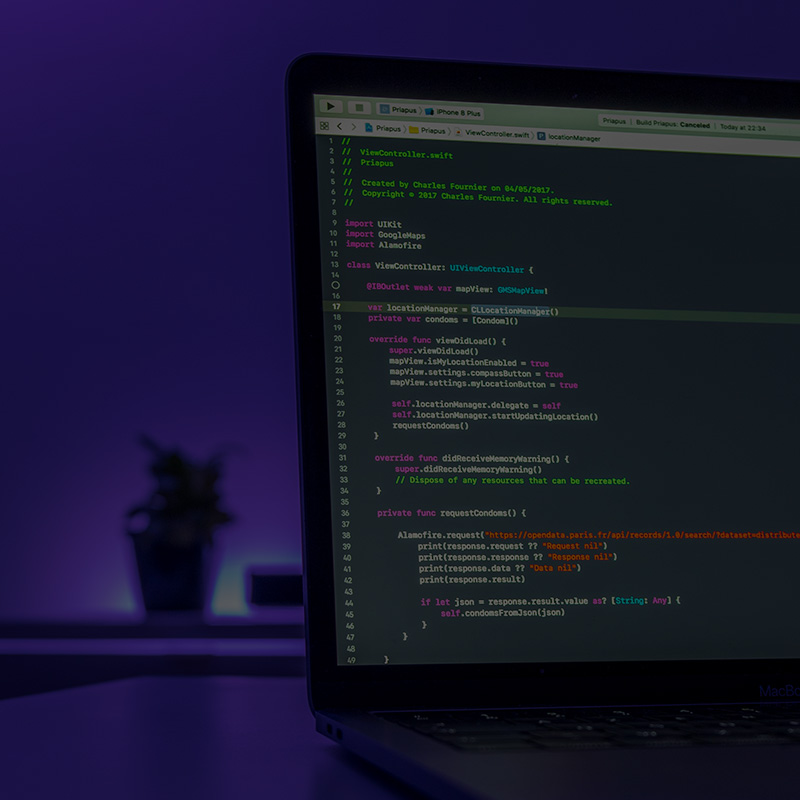 Priapus iPhone 6 Plus
Priapus | Build Priapus: Canceled | Today at 22:34
Priapus Priapus ViewController.swift locationManager
1 //
2 // ViewController.swift
3 // Priapus
4 //
5 // Created by Charles Fournier on 04/05/2017.
6 // Copyright © 2017 Charles Fournier. All rights reserved.
7 //
8
9 import UIKit
10 import GoogleMaps
11 import Alamofire
12
13 class ViewController: UIViewController {
14
@IBOutlet weak var mapView: GMSMapView!
16
17 var locationManager = CLLocationManager()
18 private var condoms = [Condom]()
19
20 override func viewDidLoad() {
21 super.viewDidLoad()
22 mapView.isMyLocationEnabled = true
23 mapView.settings.compassButton = true
24 mapView.settings.myLocationButton = true
25
26 self.locationManager.delegate = self
27 self.locationManager.startUpdatingLocation()
28 requestCondoms()
29 }
30
31 override func didReceiveMemoryWarning() {
32 super.didReceiveMemoryWarning()
33 // Dispose of any resources that can be recreated.
34 }
35
36 private func requestCondoms() {
37
38 Alamofire.request("https://opendata.paris.fr/api/records/1.0/search/?dataset=distribute
39 print(response.request ?? "Request nil")
40 print(response.response ?? "Response nil")
41 print(response.data ?? "Data nil")
42 print(response.result)
43
44 if let json = response.result.value as? [String: Any] {
45 self.condomsFromJson(json)
46 }
47 }
48
49 }
MacBo